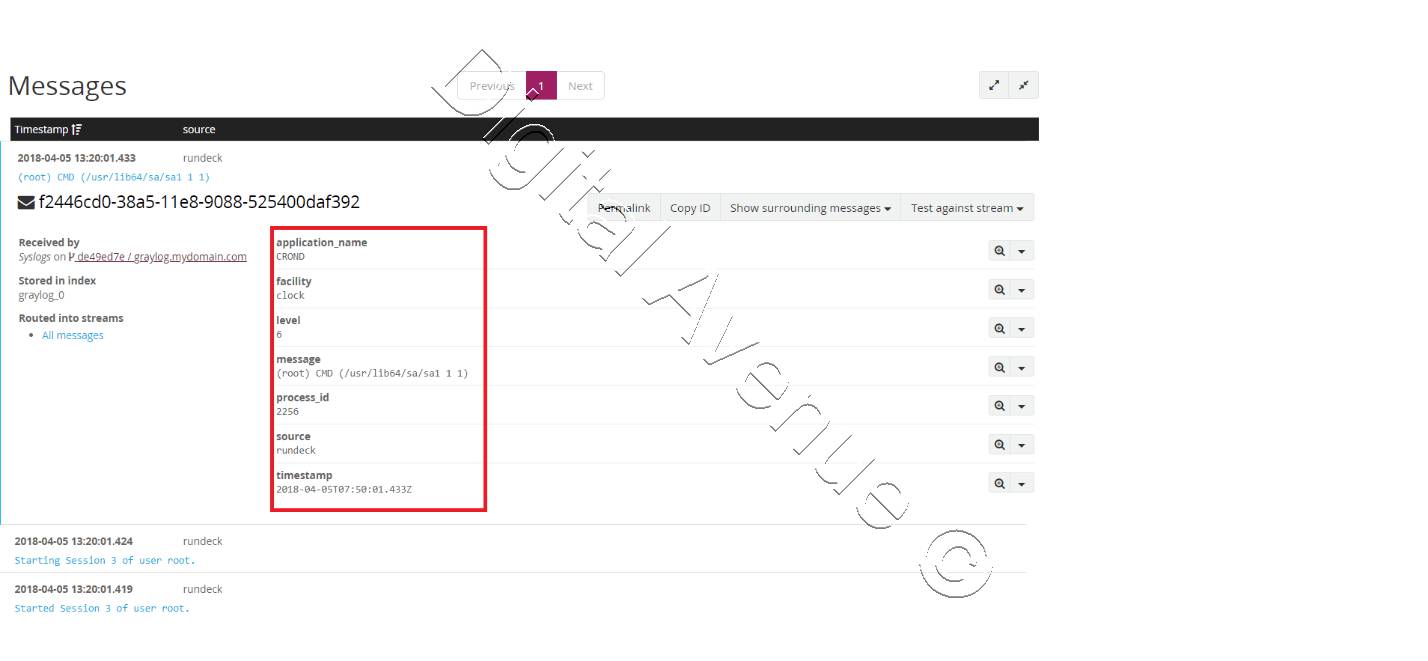 Messages
Previous 1 Next
Timestamp source
2018-04-05 13:20:01.433 rundeck
(root) CMD (/usr/lib64/sa/sa1 1 1)
f2446cd0-38a5-11e8-9088-525400daf392
Permalink Copy ID Show surrounding messages Test against stream
Received by
Syslogs on de49ed7e / graylog.mydomain.com
Stored in index
graylog_0
Routed into streams
All messages
application_name
CROND
facility
clock
level
6
message
(root) CMD (/usr/lib64/sa/sa1 1 1)
process_id
2256
source
rundeck
timestamp
2018-04-05T07:50:01.433Z
2018-04-05 13:20:01.424 rundeck
Starting Session 3 of user root.
2018-04-05 13:20:01.419 rundeck
Started Session 3 of user root.
Digital Avenue ©